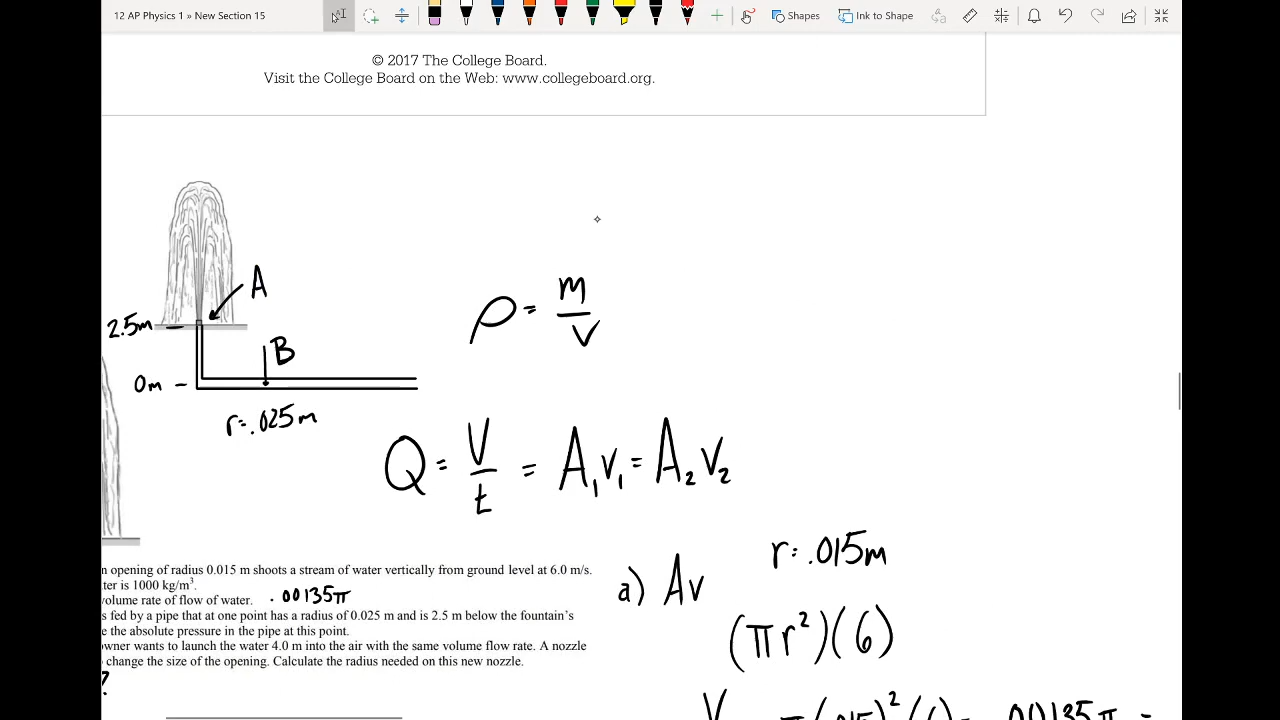 12 AP Physics 1 » New Section 15
Shapes
Ink to Shape
© 2017 The College Board.
Visit the College Board on the Web: www.collegeboard.org.
A
2.5m
B
0m
r=.025m
ρ = m/V
Q = V/t = A₁v₁ = A₂v₂
r=.015m
a) Av
(πr²)(6)
n opening of radius 0.015 m shoots a stream of water vertically from ground level at 6.0 m/s.
ter is 1000 kg/m³.
volume rate of flow of water. .00135π
s fed by a pipe that at one point has a radius of 0.025 m and is 2.5 m below the fountain’s
e the absolute pressure in the pipe at this point.
wner wants to launch the water 4.0 m into the air with the same volume flow rate. A nozzle
change the size of the opening. Calculate the radius needed on this new nozzle.
?
V π(.015)²(6) = .00135π =